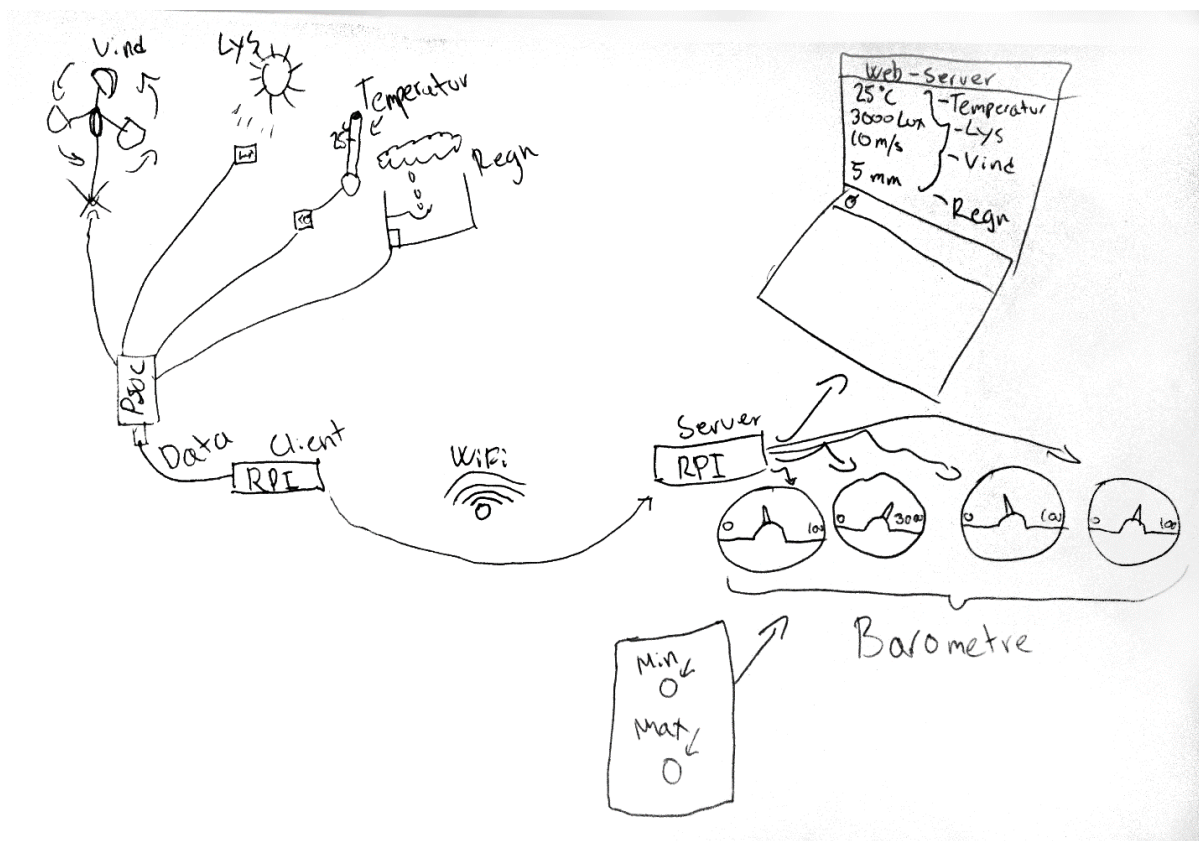 Vind
Lys
Temperatur
25°
Regn
PSOC
Data
Client
RPI
WiFi
Server
RPI
Web-Server
25°C
3000 Lux
10 m/s
5 mm
-Temperatur
-Lys
-Vind
-Regn
0
100
0
3000
0
100
0
100
Barometre
Min
Max